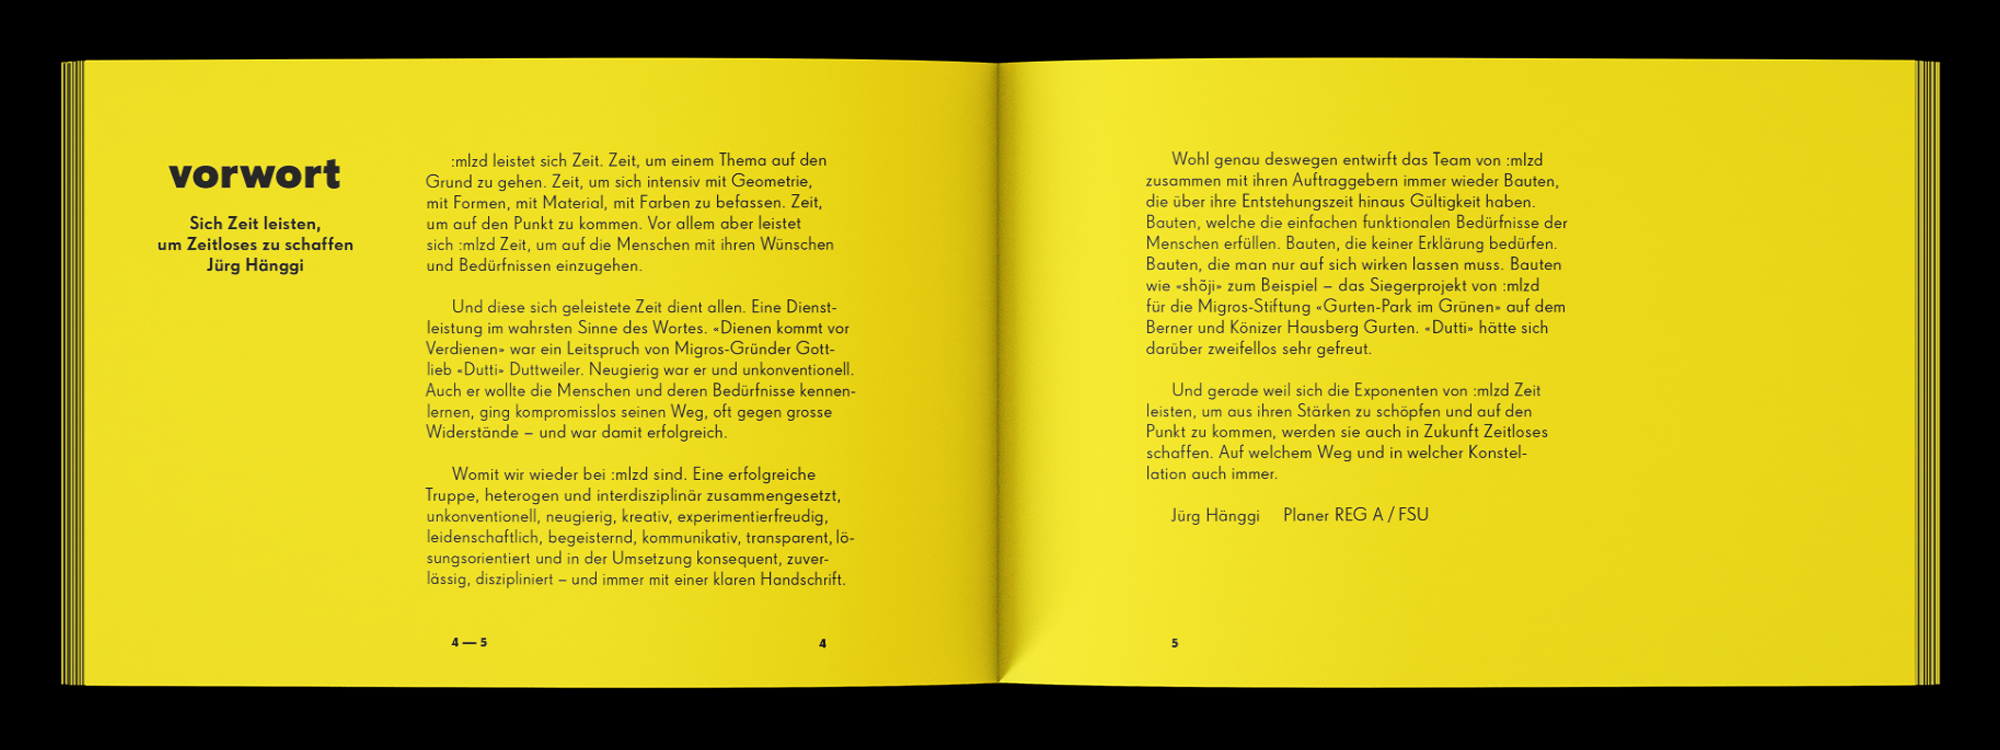 vorwort
Sich Zeit leisten,
um Zeitloses zu schaffen
Jürg Hänggi
:mlzd leistet sich Zeit. Zeit, um einem Thema auf den
Grund zu gehen. Zeit, um sich intensiv mit Geometrie,
mit Formen, mit Material, mit Farben zu befassen. Zeit,
um auf den Punkt zu kommen. Vor allem aber leistet
sich :mlzd Zeit, um auf die Menschen mit ihren Wünschen
und Bedürfnissen einzugehen.
Und diese sich geleistete Zeit dient allen. Eine Dienst-
leistung im wahrsten Sinne des Wortes. «Dienen kommt vor
Verdienen» war ein Leitspruch von Migros-Gründer Gott-
lieb «Dutti» Duttweiler. Neugierig war er und unkonventionell.
Auch er wollte die Menschen und deren Bedürfnisse kennen-
lernen, ging kompromisslos seinen Weg, oft gegen grosse
Widerstände – und war damit erfolgreich.
Womit wir wieder bei :mlzd sind. Eine erfolgreiche
Truppe, heterogen und interdisziplinär zusammengesetzt,
unkonventionell, neugierig, kreativ, experimentierfreudig,
leidenschaftlich, begeisternd, kommunikativ, transparent, lö-
sungsorientiert und in der Umsetzung konsequent, zuver-
lässig, diszipliniert – und immer mit einer klaren Handschrift.
4 — 5
4
Wohl genau deswegen entwirft das Team von :mlzd
zusammen mit ihren Auftraggebern immer wieder Bauten,
die über ihre Entstehungszeit hinaus Gültigkeit haben.
Bauten, welche die einfachen funktionalen Bedürfnisse der
Menschen erfüllen. Bauten, die keiner Erklärung bedürfen.
Bauten, die man nur auf sich wirken lassen muss. Bauten
wie «shōji» zum Beispiel – das Siegerprojekt von :mlzd
für die Migros-Stiftung «Gurten-Park im Grünen» auf dem
Berner und Könizer Hausberg Gurten. «Dutti» hätte sich
darüber zweifellos sehr gefreut.
Und gerade weil sich die Exponenten von :mlzd Zeit
leisten, um aus ihren Stärken zu schöpfen und auf den
Punkt zu kommen, werden sie auch in Zukunft Zeitloses
schaffen. Auf welchem Weg und in welcher Konstel-
lation auch immer.
Jürg Hänggi Planer REG A / FSU
5